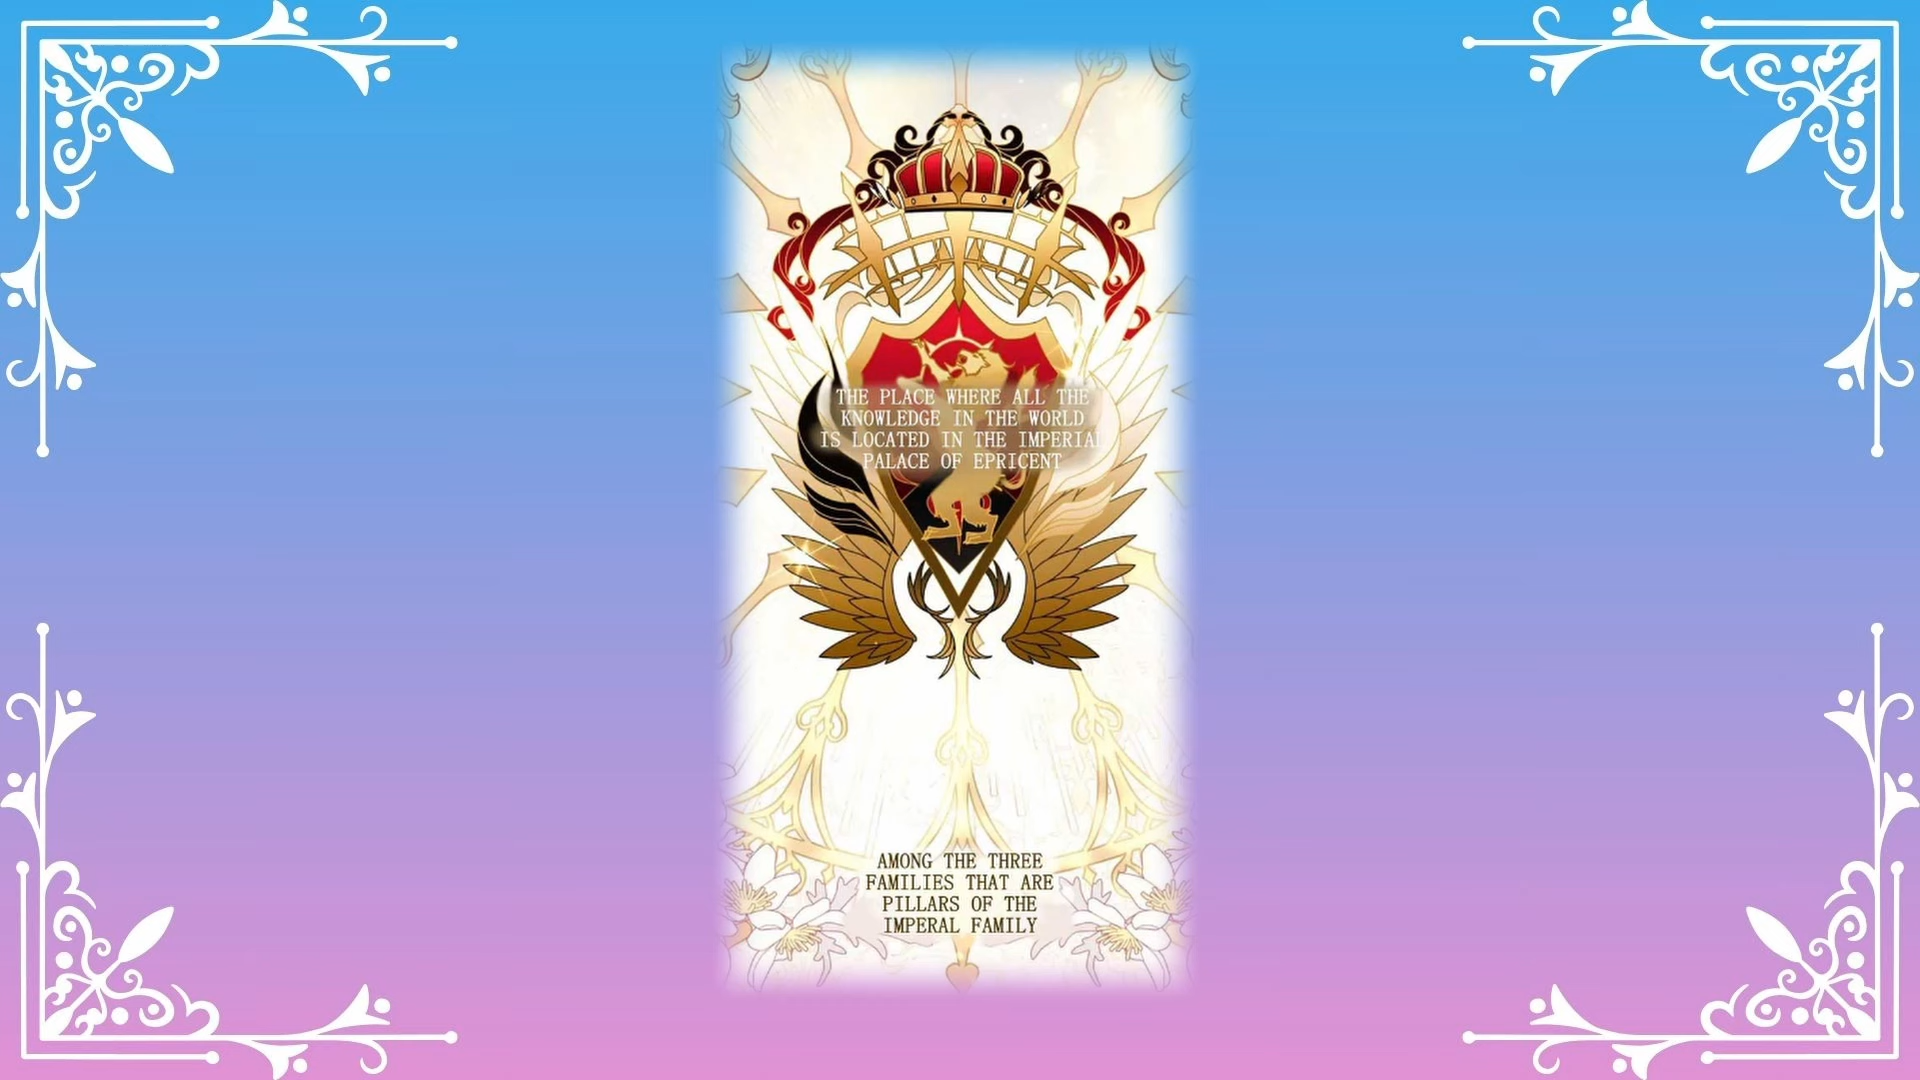 THE PLACE WHERE ALL THE
KNOWLEDGE IN THE WORLD
IS LOCATED IN THE IMPERIAL
PALACE OF EPRICENT
AMONG THE THREE
FAMILIES THAT ARE
PILLARS OF THE
IMPERAL FAMILY